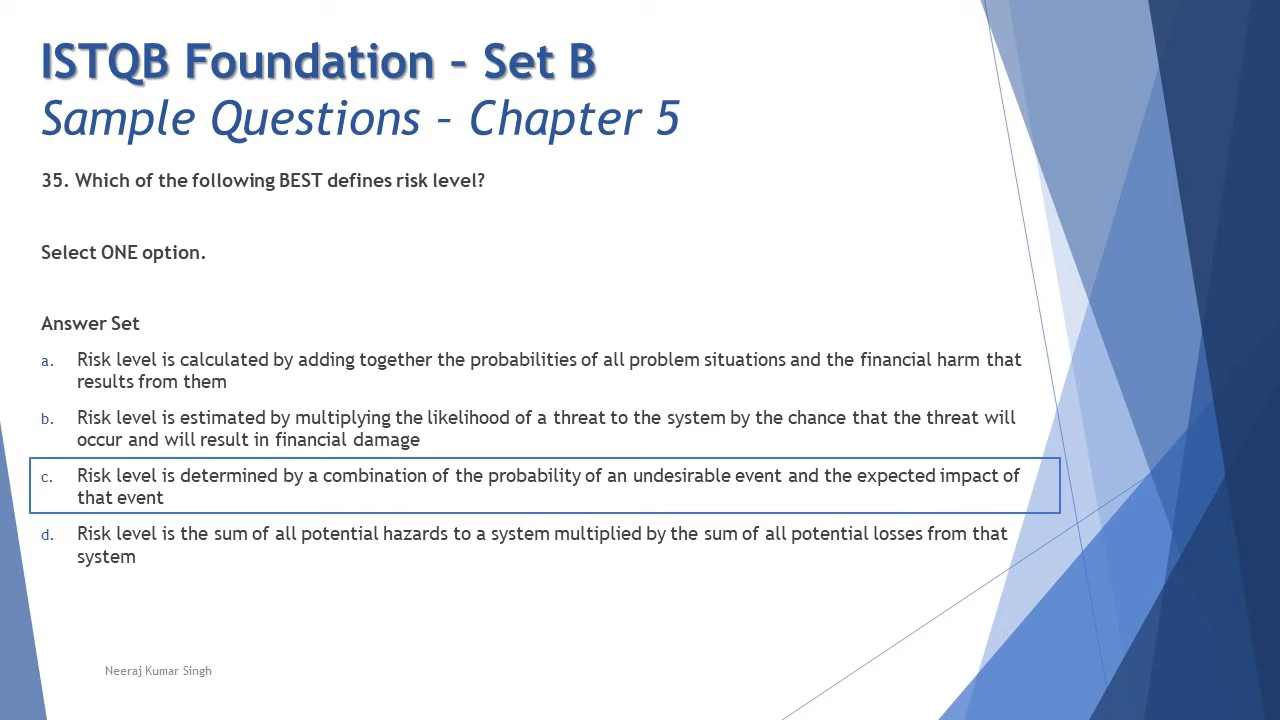 ISTQB Foundation – Set B
Sample Questions – Chapter 5
35. Which of the following BEST defines risk level?
Select ONE option.
Answer Set
a. Risk level is calculated by adding together the probabilities of all problem situations and the financial harm that
results from them
b. Risk level is estimated by multiplying the likelihood of a threat to the system by the chance that the threat will
occur and will result in financial damage
c. Risk level is determined by a combination of the probability of an undesirable event and the expected impact of
that event
d. Risk level is the sum of all potential hazards to a system multiplied by the sum of all potential losses from that
system
Neeraj Kumar Singh